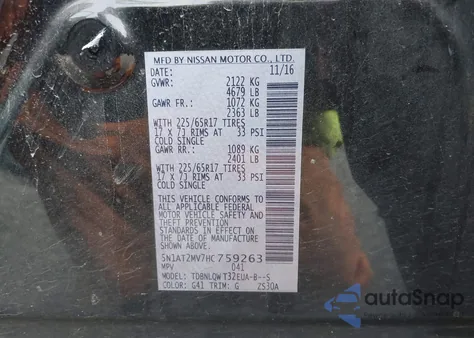 MFD BY NISSAN MOTOR CO., LTD.
DATE: 11/16
GVWR: 2122 KG
4679 LB
GAWR FR.: 1072 KG
2363 LB
WITH 225/65R17 TIRES
17 X 7J RIMS AT 33 PSI
COLD SINGLE
GAWR RR.: 1089 KG
2401 LB
WITH 225/65R17 TIRES
17 X 7J RIMS AT 33 PSI
COLD SINGLE
THIS VEHICLE CONFORMS TO
ALL APPLICABLE FEDERAL
MOTOR VEHICLE SAFETY AND
THEFT PREVENTION
STANDARDS IN EFFECT ON
THE DATE OF MANUFACTURE
SHOWN ABOVE.
5N1AT2MV7HC759263
MPV 041
MODEL: TDBNLQWT32EUA-B--S
COLOR: G41 TRIM: G 2530A
autoSnap